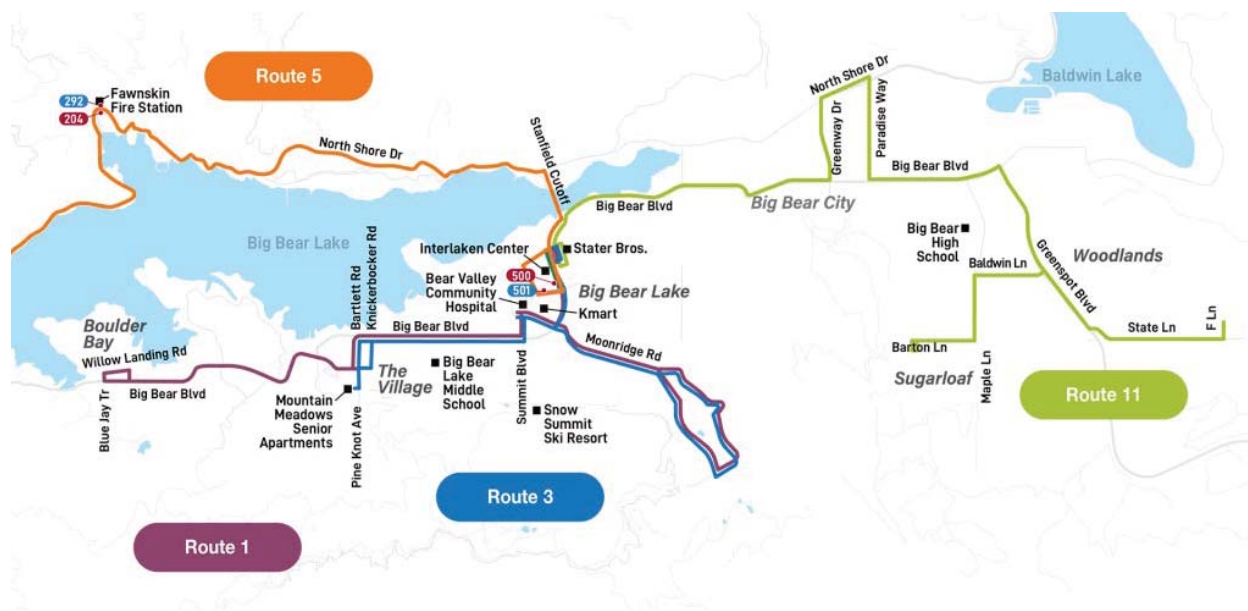 Route 5
292
204
Fawnskin
Fire Station
North Shore Dr
Stanfield Cutoff
North Shore Dr
Greenway Dr
Paradise Way
Baldwin Lake
Big Bear Blvd
Big Bear Blvd
Big Bear City
Big Bear Lake
Bartlett Rd
Knickerbocker Rd
Interlaken Center
Stater Bros.
500
501
Bear Valley
Community
Hospital
Big Bear Lake
Kmart
Big Bear
High
School
Baldwin Ln
Greenspot Blvd
Woodlands
Boulder
Bay
Willow Landing Rd
Big Bear Blvd
Moonridge Rd
State Ln
F Ln
Barton Ln
Sugarloaf
Maple Ln
Blue Jay Tr
Big Bear Blvd
The
Village
Mountain
Meadows
Senior
Apartments
Pine Knot Ave
Big Bear
Lake
Middle
School
Summit Blvd
Snow
Summit
Ski Resort
Route 11
Route 3
Route 1